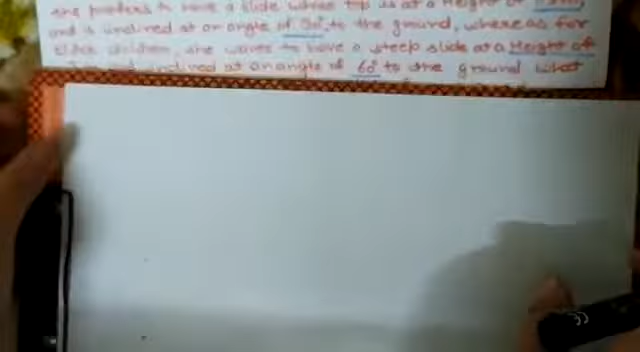 she prefers to have a slide whose top is at a height of
and is inclined at an angle of 30°, to the ground, whereas for
elder children, she wants to have a steep slide at a Height of
inclined at an angle of 60° to the ground what